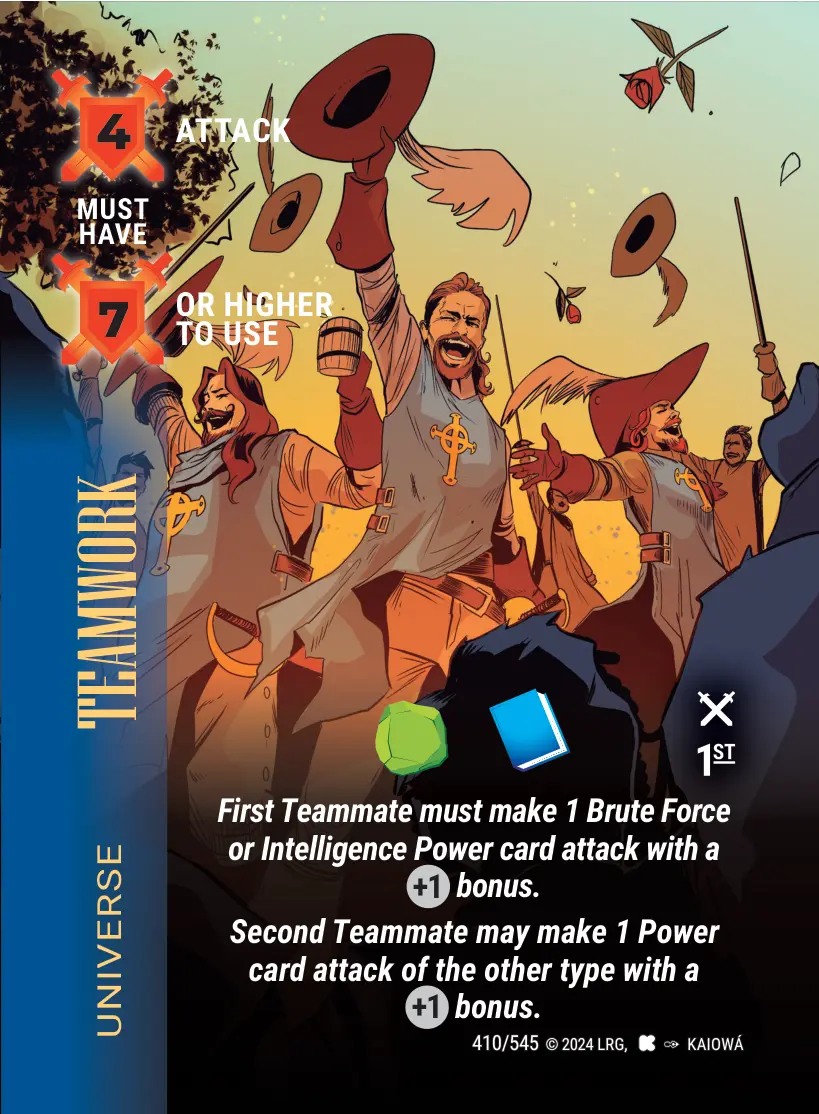 4 ATTACK
MUST
HAVE
7 OR HIGHER
TO USE
TEAMWORK
UNIVERSE
1ST
First Teammate must make 1 Brute Force
or Intelligence Power card attack with a
+1 bonus.
Second Teammate may make 1 Power
card attack of the other type with a
+1 bonus.
410/545 © 2024 LRG, KAIOWÁ